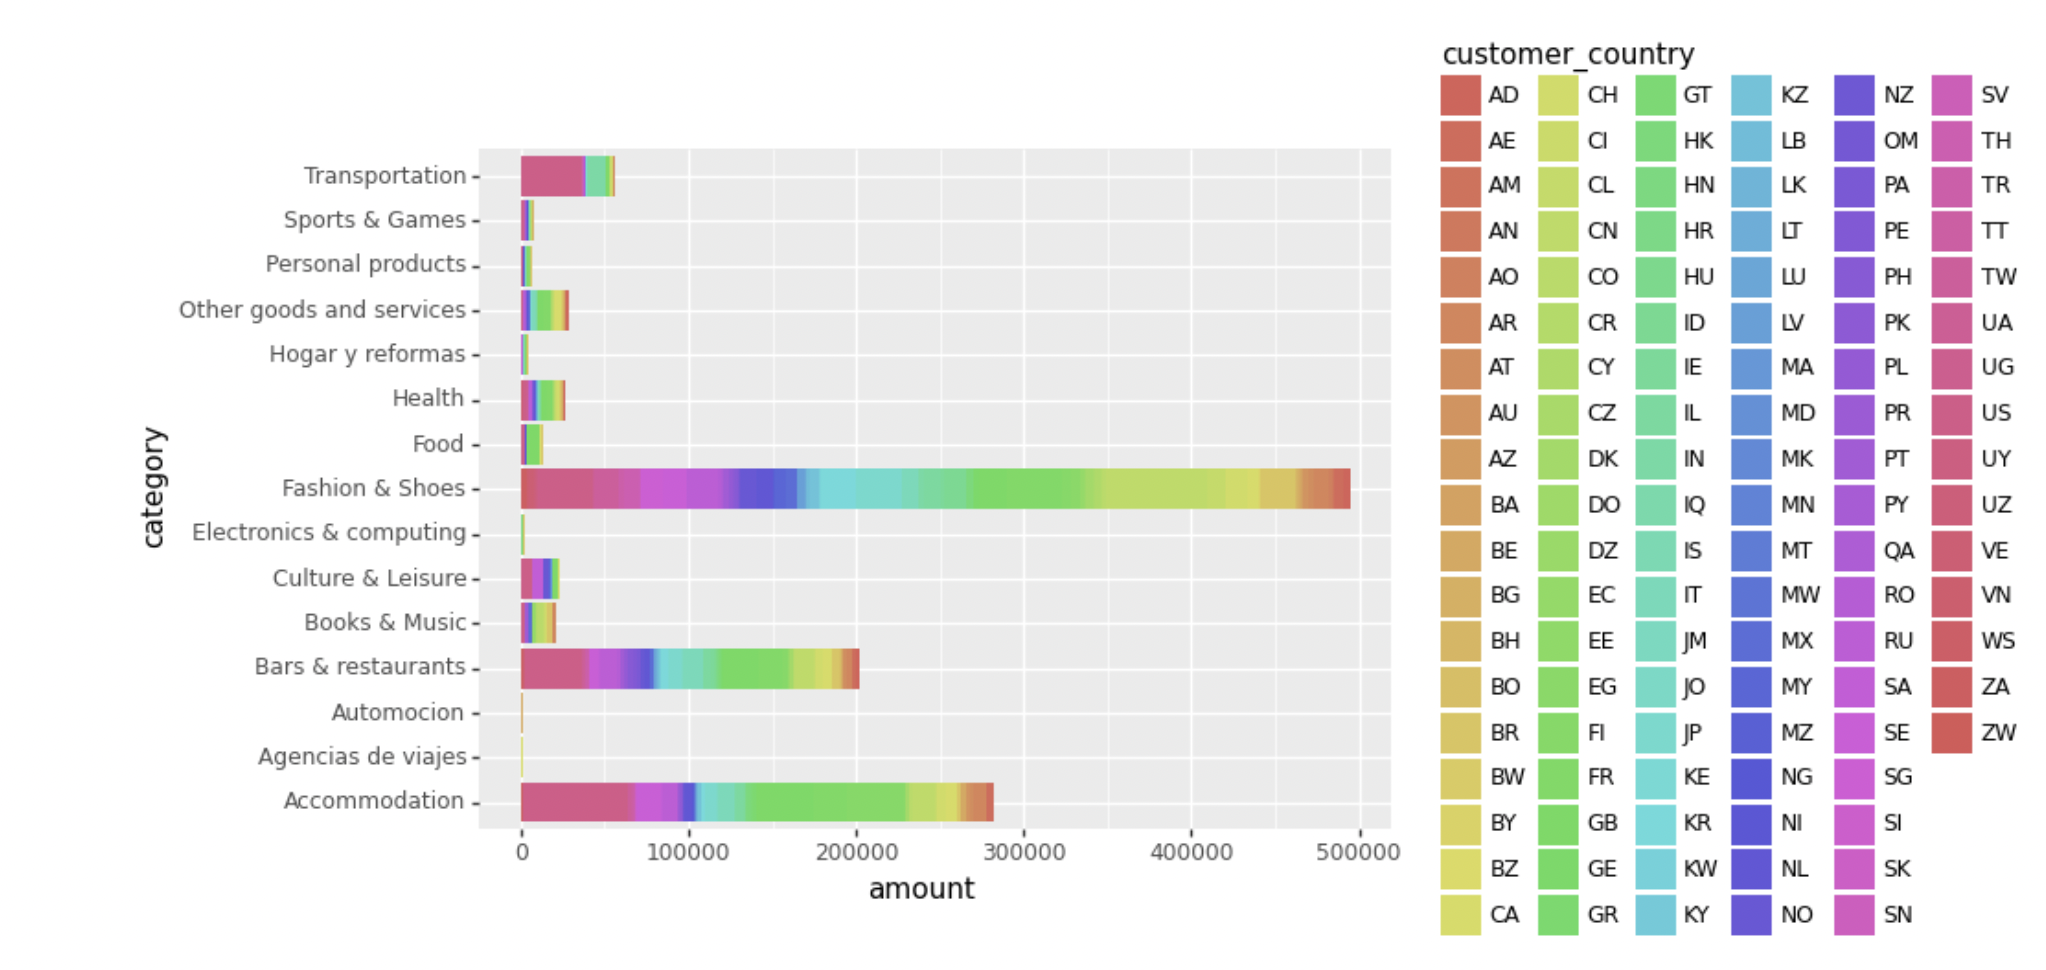 customer_country
Transportation
Sports & Games
Personal products
Other goods and services
Hogar y reformas
Health
Food
Fashion & Shoes
Electronics & computing
Culture & Leisure
Books & Music
Bars & restaurants
Automocion
Agencias de viajes
Accommodation
category
0 100000 200000 300000 400000 500000
amount
AD CH GT KZ NZ SV
AE CI HK LB OM TH
AM CL HN LK PA TR
AN CN HR LT PE TT
AO CO HU LU PH TW
AR CR ID LV PK UA
AT CY IE MA PL UG
AU CZ IL MD PR US
AZ DK IN MK PT UY
BA DO IQ MN PY UZ
BE DZ IS MT QA VE
BG EC IT MW RO VN
BH EE JM MX RU WS
BO EG JO MY SA ZA
BR FI JP MZ SE ZW
BW FR KE NG SG
BY GB KR NI SI
BZ GE KW NL SK
CA GR KY NO SN